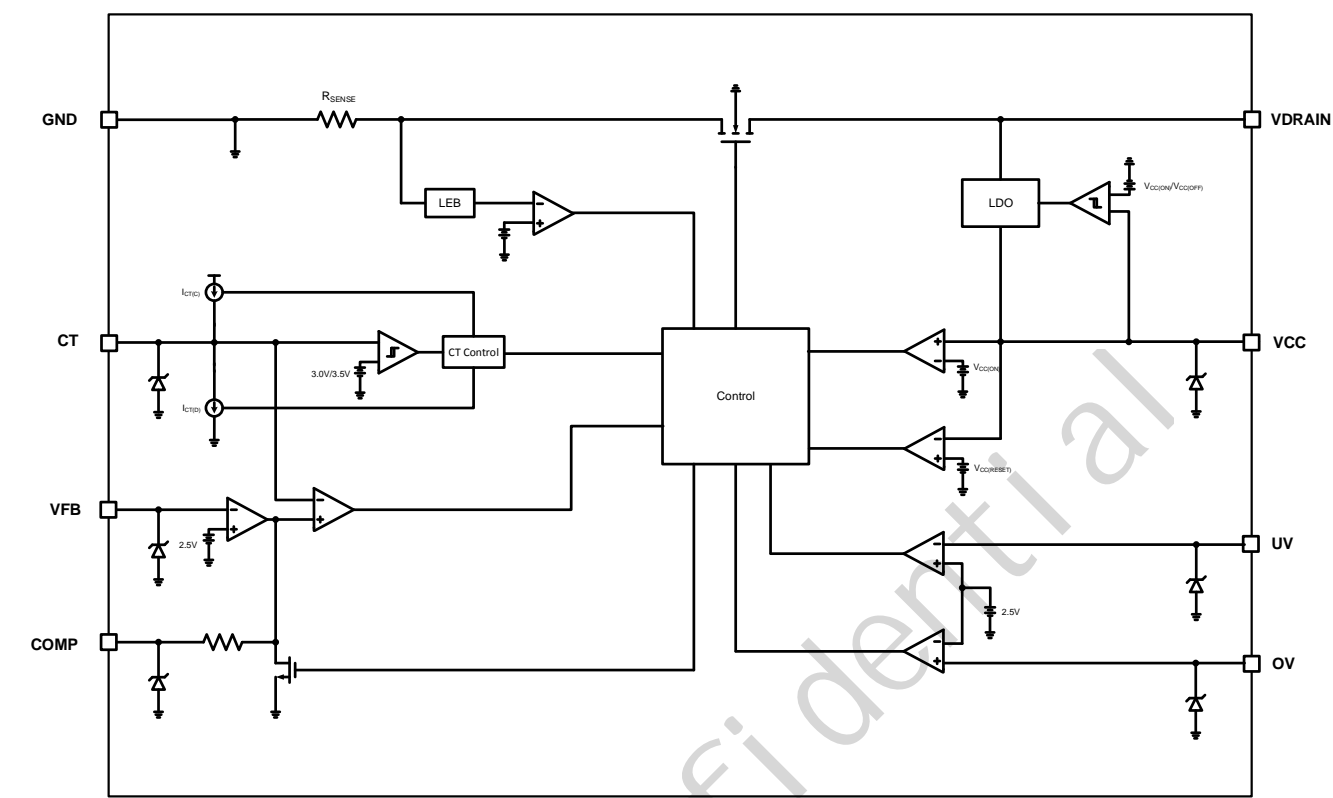 RSENSE
GND
VDRAIN
LEB
LDO
VCC(ON)/VCC(OFF)
ICT(C)
CT
CT Control
3.0V/3.5V
ICT(D)
Control
VCC(ON)
VCC
VCC(RESET)
VFB
2.5V
UV
2.5V
COMP
OV
fidential